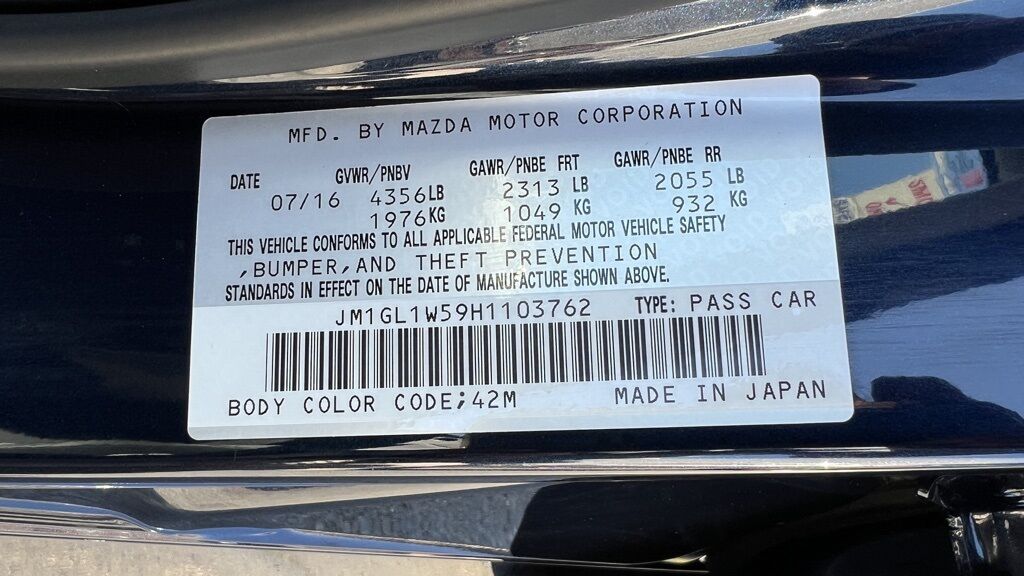 MFD. BY MAZDA MOTOR CORPORATION
DATE GVWR/PNBV GAWR/PNBE FRT GAWR/PNBE RR
07/16 4356LB 2313 LB 2055 LB
1976KG 1049 KG 932 KG
THIS VEHICLE CONFORMS TO ALL APPLICABLE FEDERAL MOTOR VEHICLE SAFETY
,BUMPER,AND THEFT PREVENTION
STANDARDS IN EFFECT ON THE DATE OF MANUFACTURE SHOWN ABOVE.
JM1GL1W59H1103762 TYPE: PASS CAR
BODY COLOR CODE;42M MADE IN JAPAN